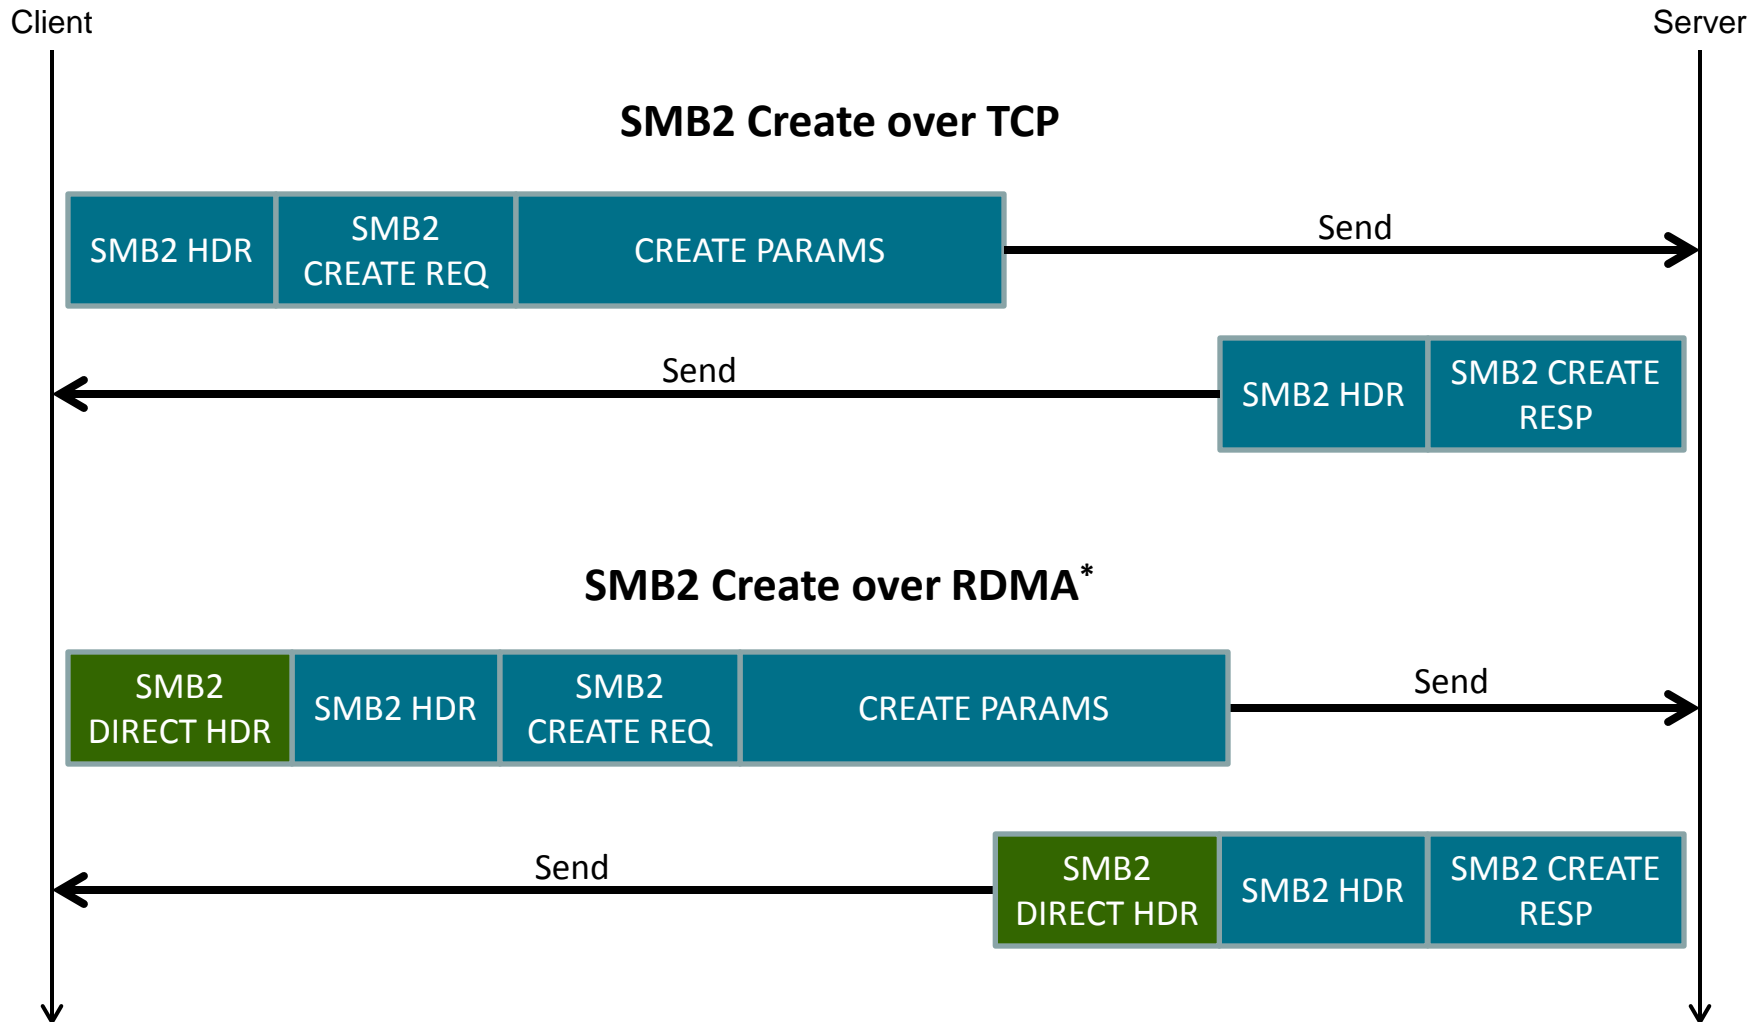 Client
Server
SMB2 Create over TCP
SMB2 HDR
SMB2
CREATE REQ
CREATE PARAMS
Send
Send
SMB2 HDR
SMB2 CREATE
RESP
SMB2 Create over RDMA*
SMB2
DIRECT HDR
SMB2 HDR
SMB2
CREATE REQ
CREATE PARAMS
Send
Send
SMB2
DIRECT HDR
SMB2 HDR
SMB2 CREATE
RESP